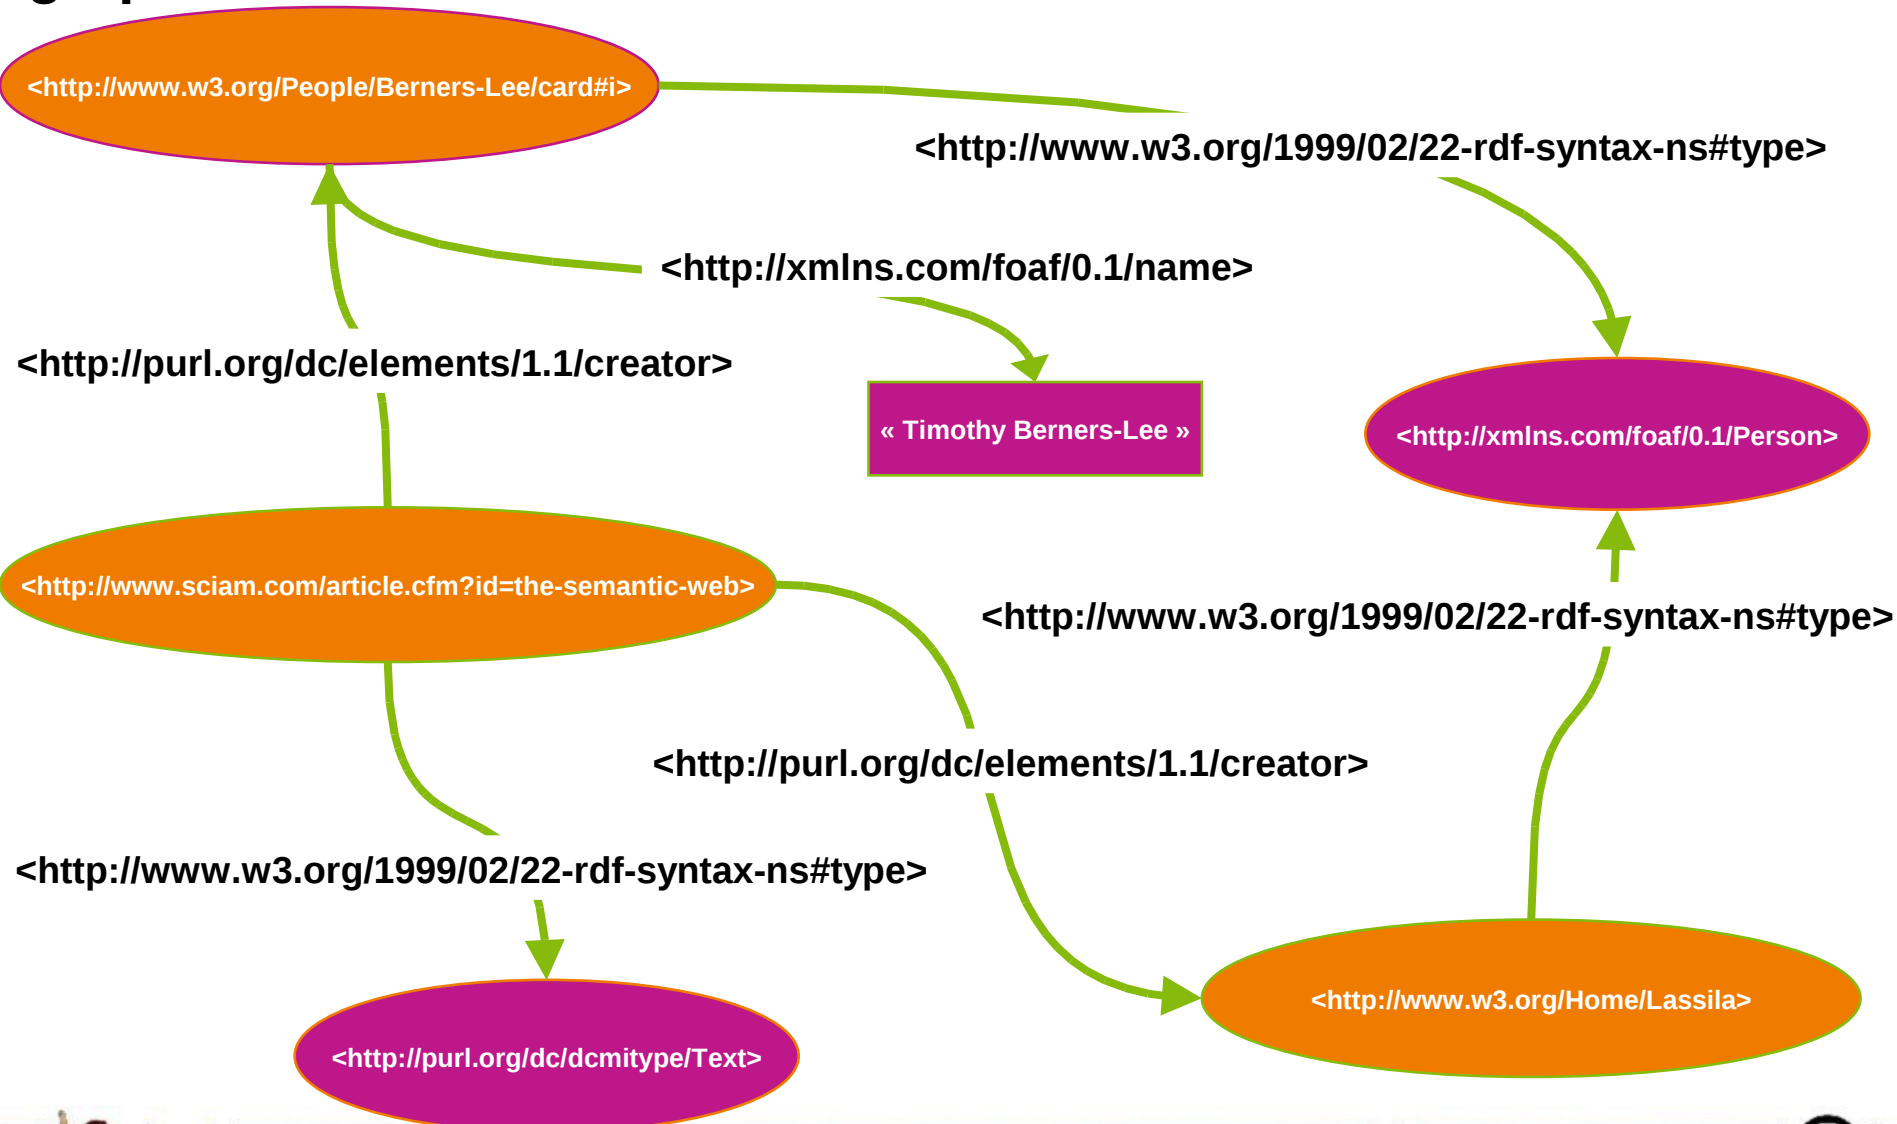 <http://www.w3.org/People/Berners-Lee/card#i>
<http://www.w3.org/1999/02/22-rdf-syntax-ns#type>
<http://xmlns.com/foaf/0.1/name>
<http://purl.org/dc/elements/1.1/creator>
« Timothy Berners-Lee »
<http://xmlns.com/foaf/0.1/Person>
<http://www.sciam.com/article.cfm?id=the-semantic-web>
<http://www.w3.org/1999/02/22-rdf-syntax-ns#type>
<http://purl.org/dc/elements/1.1/creator>
<http://www.w3.org/1999/02/22-rdf-syntax-ns#type>
<http://www.w3.org/Home/Lassila>
<http://purl.org/dc/dcmitype/Text>